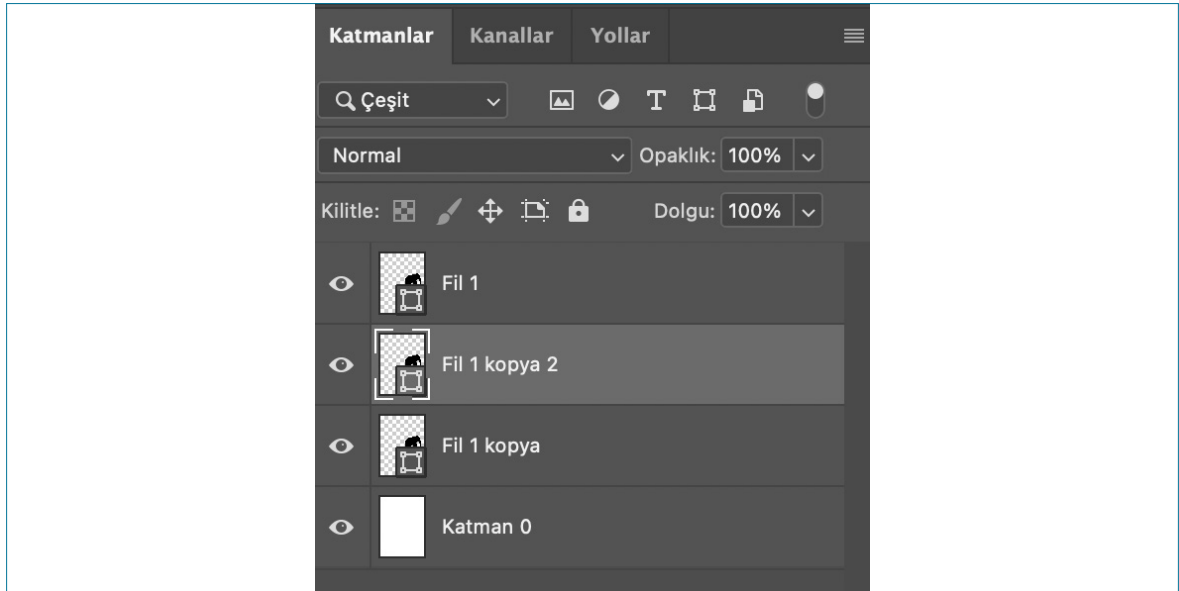 Katmanlar Kanallar Yollar
Çeşit
Normal Opaklık: 100%
Kilitle: Dolgu: 100%
Fil 1
Fil 1 kopya 2
Fil 1 kopya
Katman 0